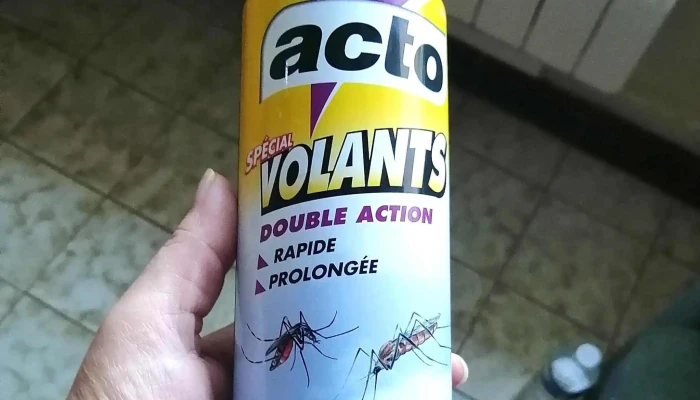 acto
SPÉCIAL
VOLANTS
DOUBLE ACTION
RAPIDE
PROLONGÉE